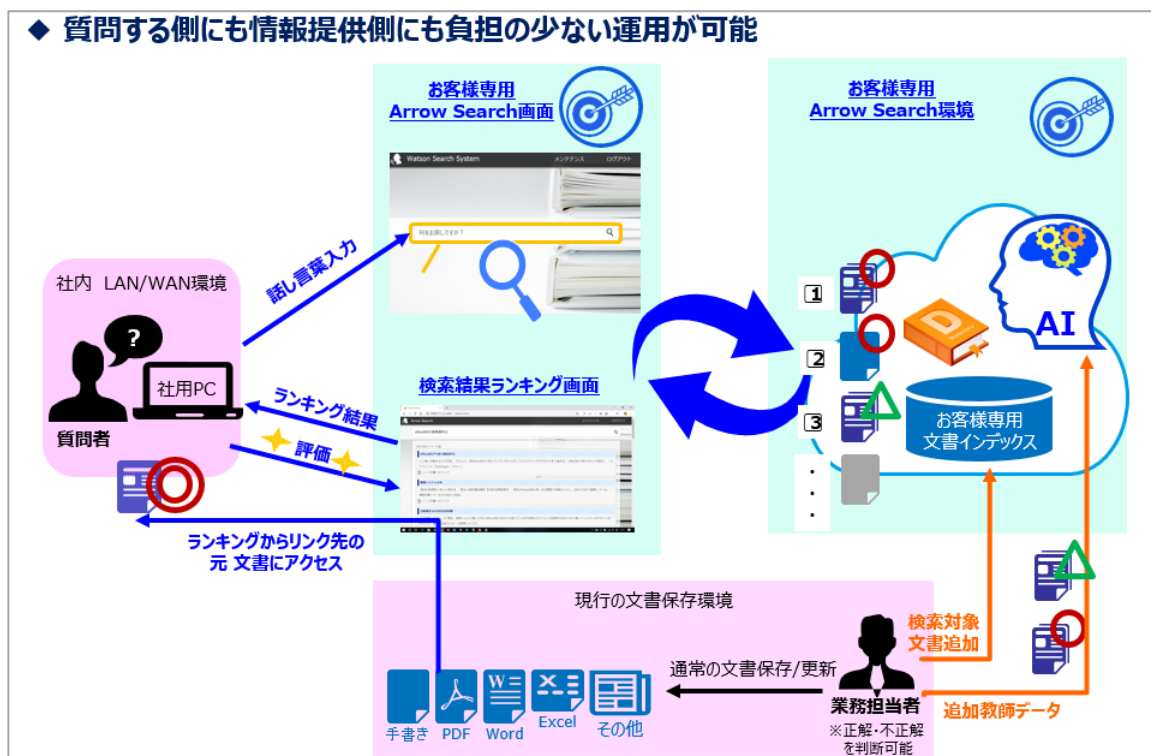 ◆ 質問する側にも情報提供側にも負担の少ない運用が可能
お客様専用
Arrow Search画面
Watson Search System
メンテナンス
ログアウト
何をお探しですか？
お客様専用
Arrow Search環境
社内 LAN/WAN環境
?
社用PC
質問者
話し言葉入力
ランキング結果
評価
検索結果ランキング画面
Arrow Search
ランキングからリンク先の
元 文書にアクセス
1
2
3
・
・
・
D
AI
お客様専用
文書インデックス
現行の文書保存環境
手書き
PDF
W
Word
X
Excel
その他
通常の文書保存/更新
業務担当者
※正解・不正解
を判断可能
検索対象
文書追加
追加教師データ